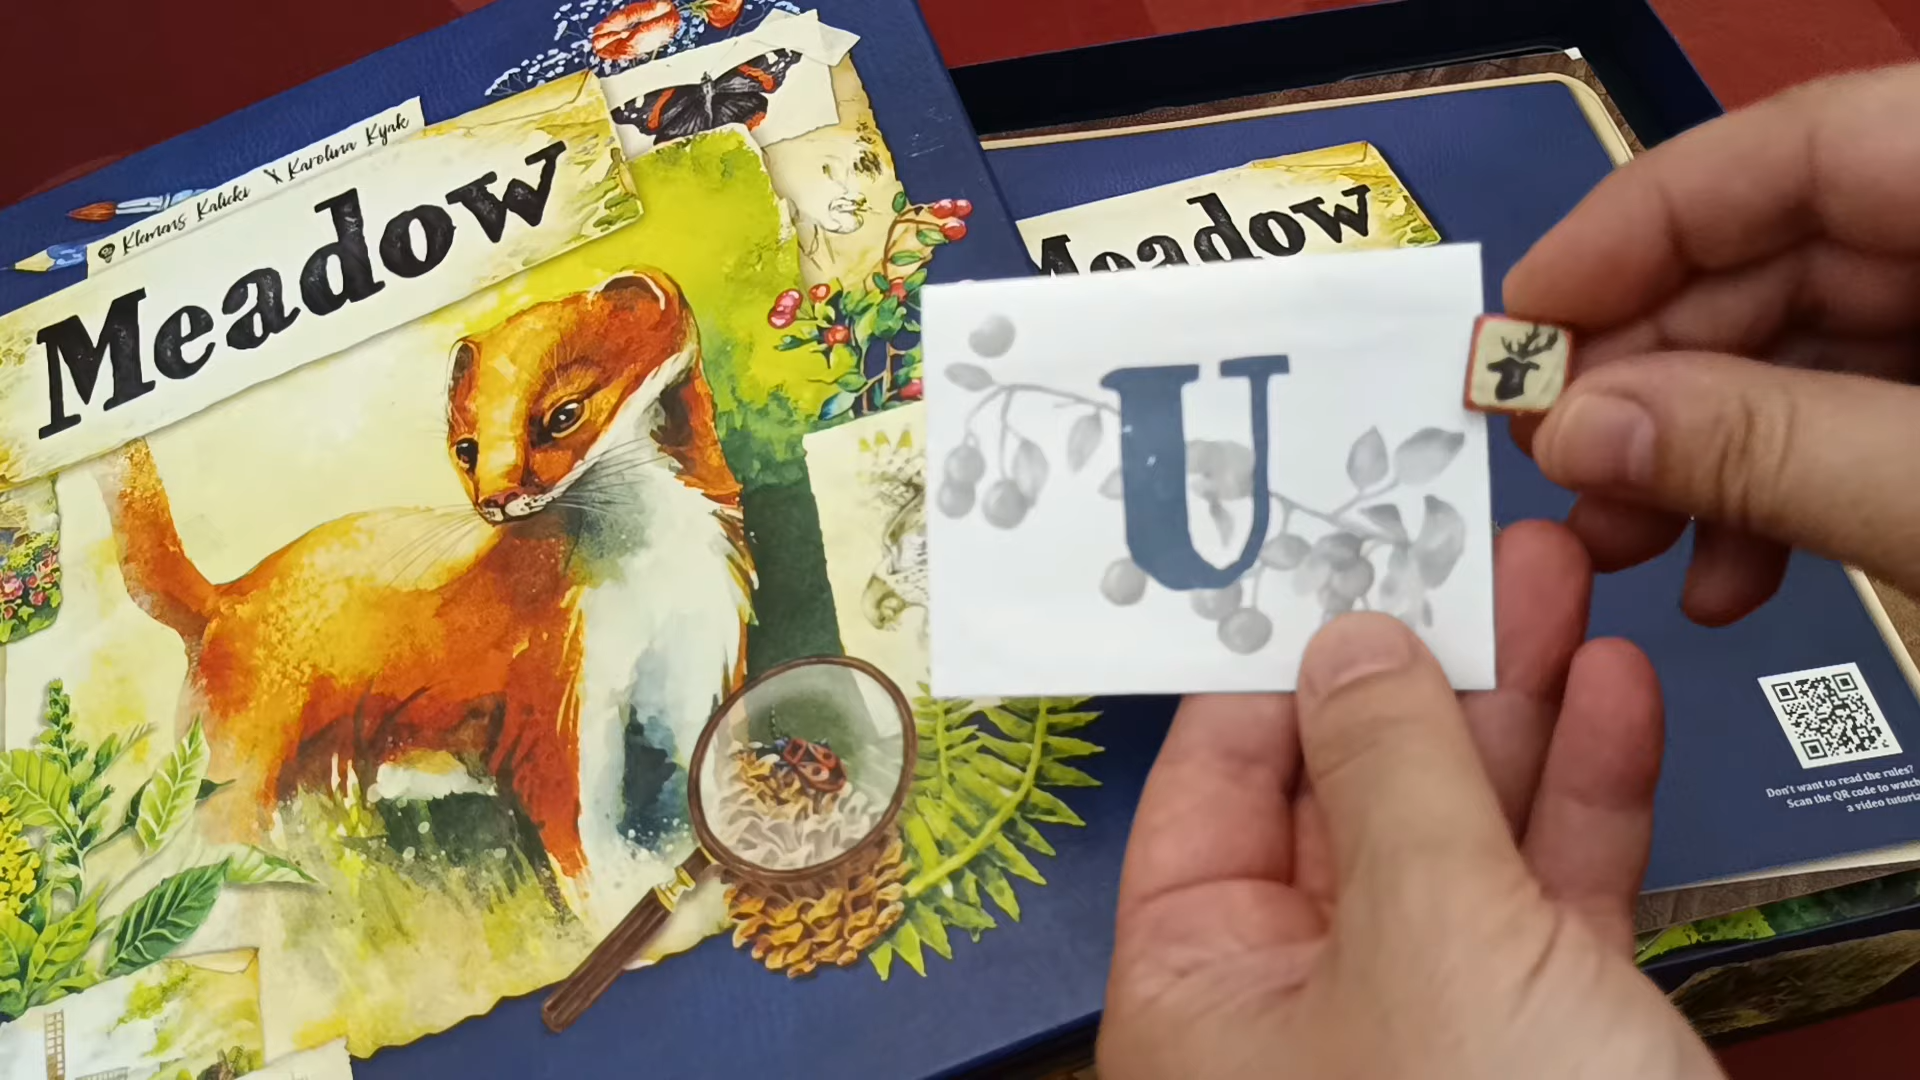 Klemens Kalicki X Karolina Kijak
Meadow
Meadow
U
Don't want to read the rules?
Scan the QR code to watch
a video tutoria